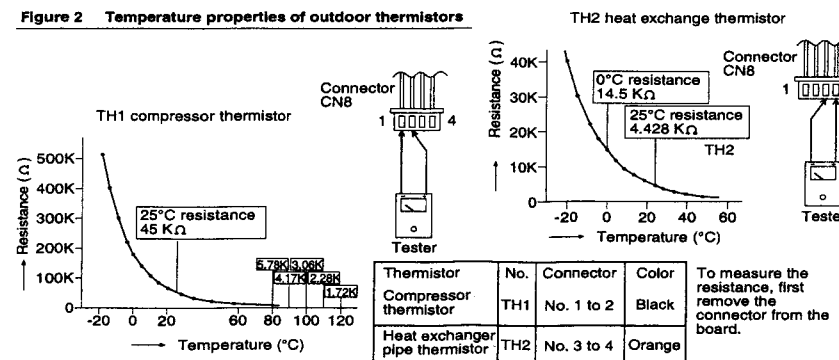 Figure 2 Temperature properties of outdoor thermistors
TH1 compressor thermistor
Connector
CN8
1 4
Resistance (Ω)
500K
400K
300K
200K
100K
0
25°C resistance
45 KΩ
5.78K 3.06K
4.17K 2.28K
1.72K
-20 0 20 60 80 100 120
Temperature (°C)
Tester
TH2 heat exchange thermistor
Connector
CN8
1
Resistance (Ω)
40K
30K
20K
10K
0
0°C resistance
14.5 KΩ
25°C resistance
4.428 KΩ
TH2
-20 0 20 40 60
Temperature (°C)
Teste
Thermistor No. Connector Color
Compressor
thermistor TH1 No. 1 to 2 Black
Heat exchanger
pipe thermistor TH2 No. 3 to 4 Orange
To measure the
resistance, first
remove the
connector from the
board.